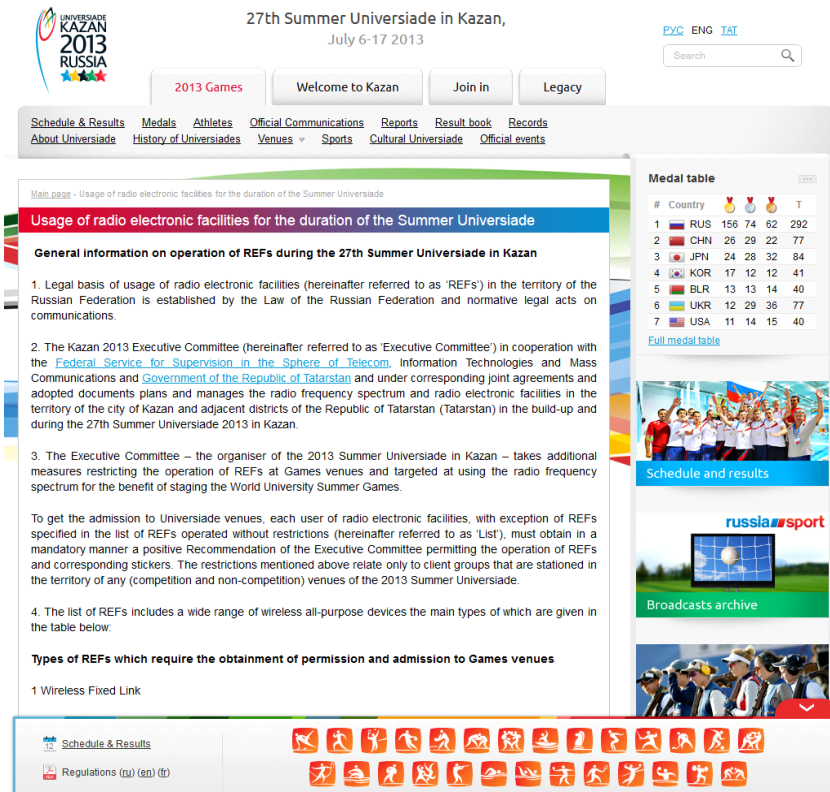 UNIVERSIADE
KAZAN
2013
RUSSIA
27th Summer Universiade in Kazan,
July 6-17 2013
РУС ENG TAT
Search
2013 Games
Welcome to Kazan
Join in
Legacy
Schedule & Results Medals Athletes Official Communications Reports Result book Records
About Universiade History of Universiades Venues Sports Cultural Universiade Official events
Main page - Usage of radio electronic facilities for the duration of the Summer Universiade
Usage of radio electronic facilities for the duration of the Summer Universiade
General information on operation of REFs during the 27th Summer Universiade in Kazan
1. Legal basis of usage of radio electronic facilities (hereinafter referred to as ‘REFs’) in the territory of the
Russian Federation is established by the Law of the Russian Federation and normative legal acts on
communications.
2. The Kazan 2013 Executive Committee (hereinafter referred to as ‘Executive Committee’) in cooperation with
the Federal Service for Supervision in the Sphere of Telecom, Information Technologies and Mass
Communications and Government of the Republic of Tatarstan and under corresponding joint agreements and
adopted documents plans and manages the radio frequency spectrum and radio electronic facilities in the
territory of the city of Kazan and adjacent districts of the Republic of Tatarstan (Tatarstan) in the build-up and
during the 27th Summer Universiade 2013 in Kazan.
3. The Executive Committee – the organiser of the 2013 Summer Universiade in Kazan – takes additional
measures restricting the operation of REFs at Games venues and targeted at using the radio frequency
spectrum for the benefit of staging the World University Summer Games.
To get the admission to Universiade venues, each user of radio electronic facilities, with exception of REFs
specified in the list of REFs operated without restrictions (hereinafter referred to as ‘List’), must obtain in a
mandatory manner a positive Recommendation of the Executive Committee permitting the operation of REFs
and corresponding stickers. The restrictions mentioned above relate only to client groups that are stationed in
the territory of any (competition and non-competition) venues of the 2013 Summer Universiade.
4. The list of REFs includes a wide range of wireless all-purpose devices the main types of which are given in
the table below:
Types of REFs which require the obtainment of permission and admission to Games venues
1 Wireless Fixed Link
Medal table
# Country T
1 RUS 156 74 62 292
2 CHN 26 29 22 77
3 JPN 24 28 32 84
4 KOR 17 12 12 41
5 BLR 13 13 14 40
6 UKR 12 29 36 77
7 USA 11 14 15 40
Full medal table
Schedule and results
russia sport
Broadcasts archive
12 Schedule & Results
PDF Regulations (ru) (en) (fr)